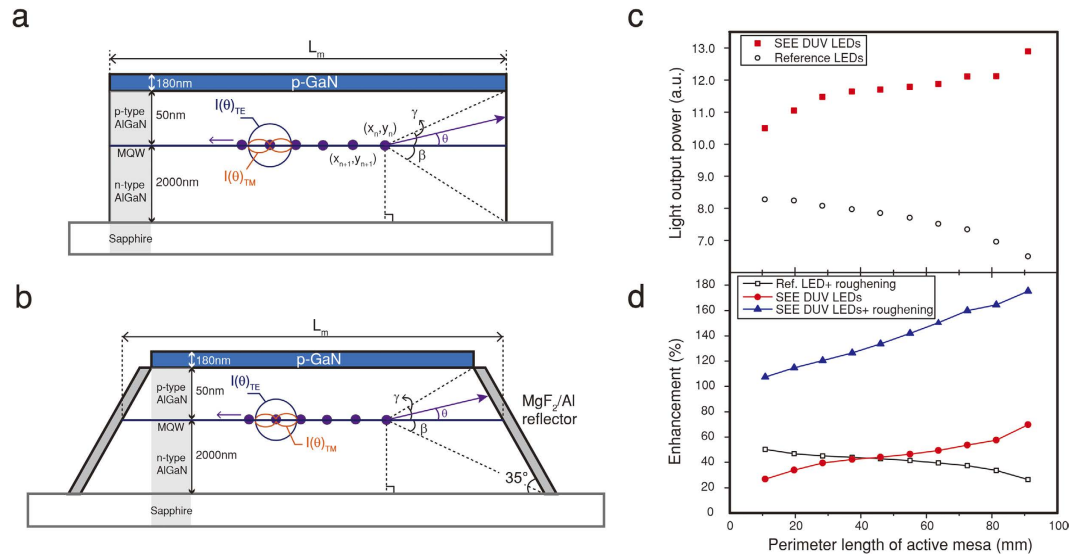 a
Lm
180nm
p-GaN
p-type
AlGaN
50nm
I(θ)TE
(xn,yn)
γ
θ
MQW
(xn+1,yn+1)
β
I(θ)TM
n-type
AlGaN
2000nm
Sapphire
b
Lm
180nm
p-GaN
p-type
AlGaN
50nm
I(θ)TE
γ
θ
MgF2/Al
reflector
MQW
β
I(θ)TM
n-type
AlGaN
2000nm
35°
Sapphire
c
SEE DUV LEDs
Reference LEDs
Light output power (a.u.)
13.0
12.0
11.0
10.0
9.0
8.0
7.0
d
Ref. LED+ roughening
SEE DUV LEDs
SEE DUV LEDs+ roughening
Enhancement (%)
180
160
140
120
100
80
60
40
20
0
0 20 40 60 80 100
Perimeter length of active mesa (mm)